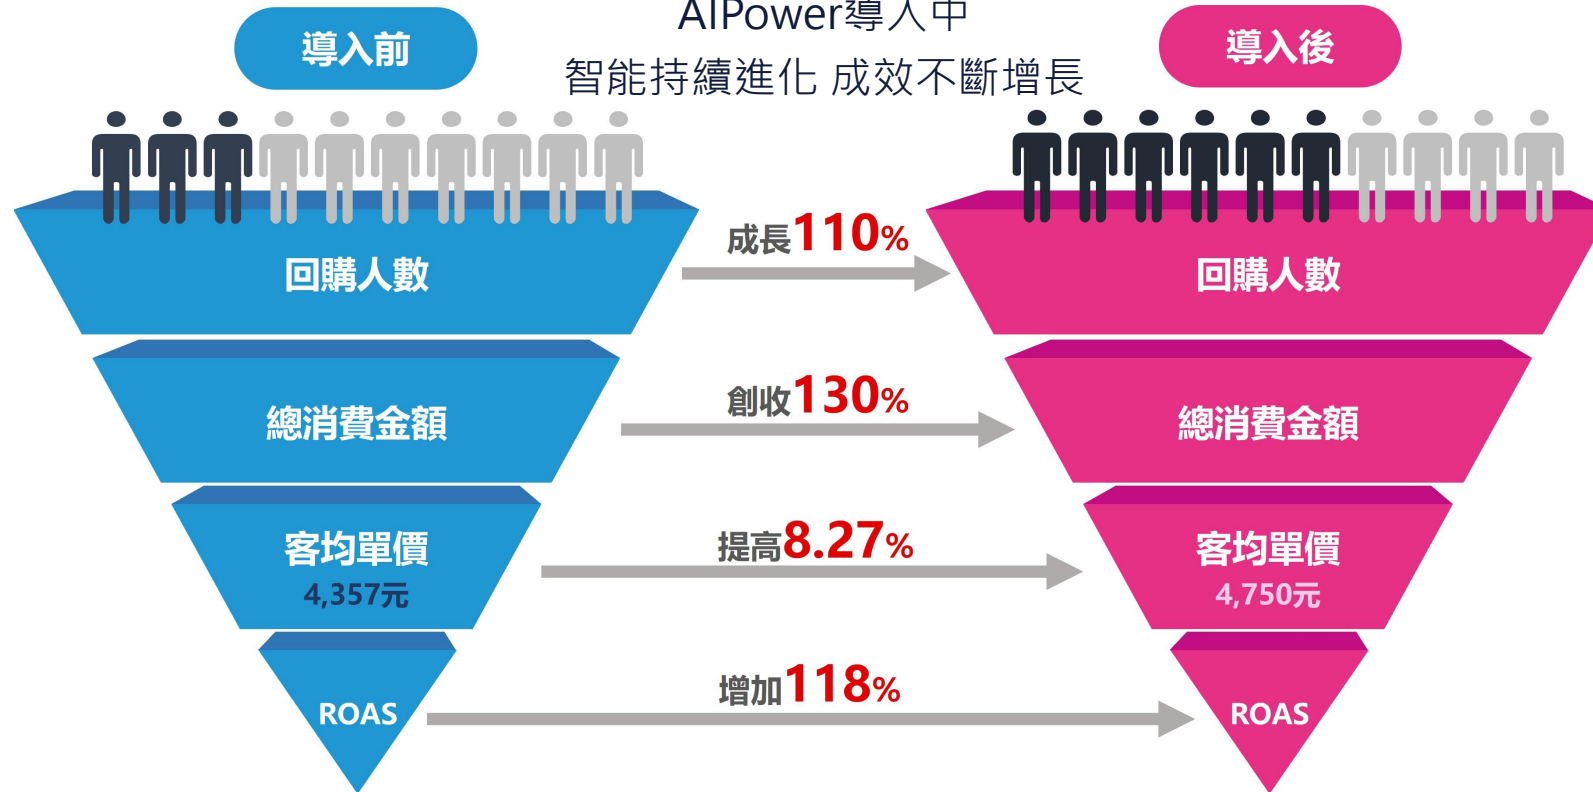 導入前
AIPower導入中
智能持續進化 成效不斷增長
導入後
回購人數
成長110%
回購人數
總消費金額
創收130%
總消費金額
客均單價
4,357元
提高8.27%
客均單價
4,750元
ROAS
增加118%
ROAS